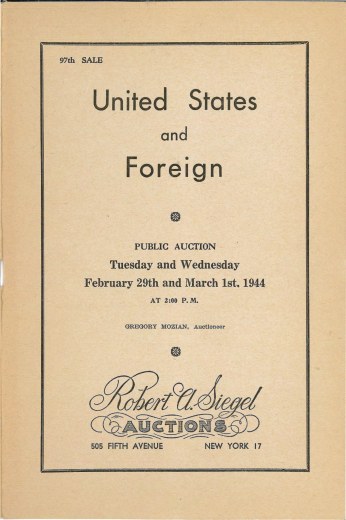 97th SALE
United States
and
Foreign
PUBLIC AUCTION
Tuesday and Wednesday
February 29th and March 1st, 1944
AT 2:00 P. M.
GREGORY MOZIAN, Auctioneer
Robert A. Siegel
AUCTIONS
505 FIFTH AVENUE NEW YORK 17